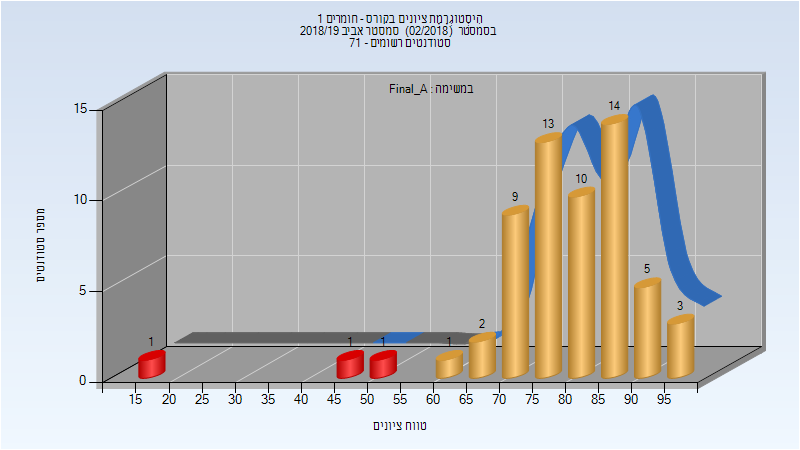 היסטוגרמת ציונים בקורס - חומרים 1
בסמסטר (02/2018) סמסטר אביב 2018/19
סטודנטים רשומים - 71
במשימה : Final_A
מספר סטודנטים
15
10
5
0
1
1
1
1
2
9
13
10
14
5
3
15 20 25 30 35 40 45 50 55 60 65 70 75 80 85 90 95
טווח ציונים